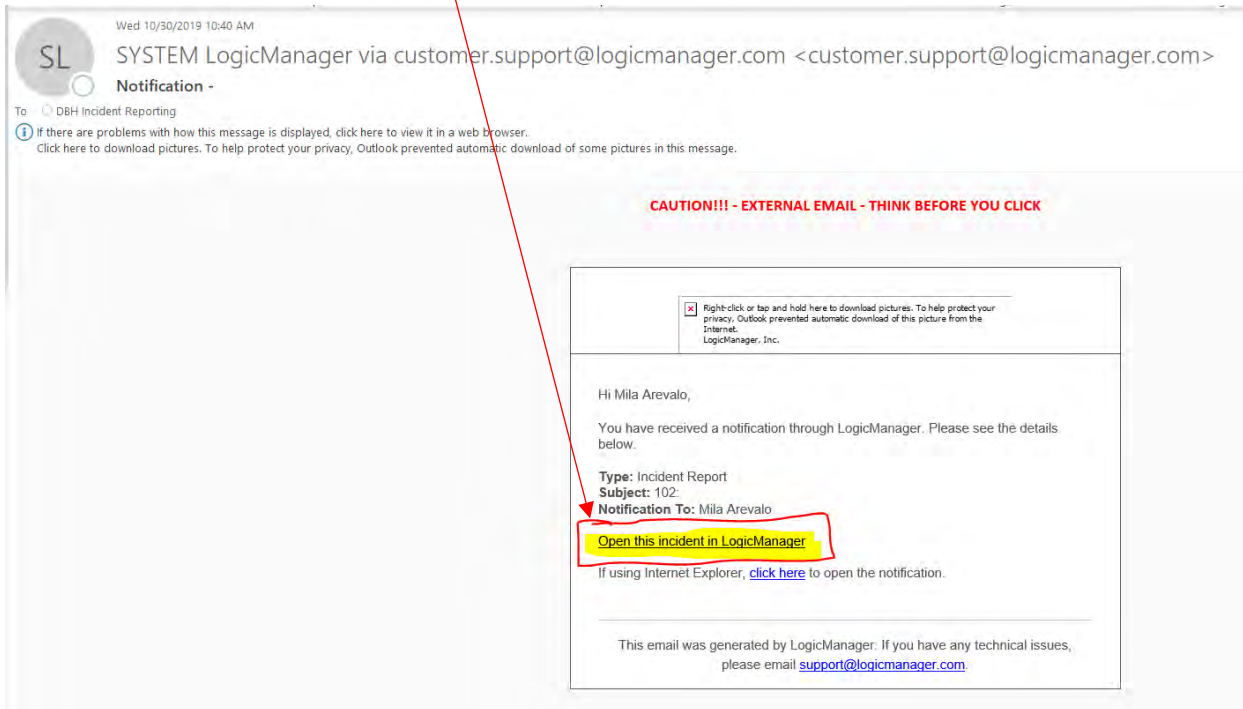 Wed 10/30/2019 10:40 AM
SL
SYSTEM LogicManager via customer.support@logicmanager.com <customer.support@logicmanager.com>
Notification -
To DBH Incident Reporting
If there are problems with how this message is displayed, click here to view it in a web browser.
Click here to download pictures. To help protect your privacy, Outlook prevented automatic download of some pictures in this message.
CAUTION!!! - EXTERNAL EMAIL - THINK BEFORE YOU CLICK
Right-click or tap and hold here to download pictures. To help protect your
privacy, Outlook prevented automatic download of this picture from the
Internet.
LogicManager, Inc.
Hi Mila Arevalo,
You have received a notification through LogicManager. Please see the details
below.
Type: Incident Report
Subject: 102:
Notification To: Mila Arevalo
Open this incident in LogicManager
If using Internet Explorer, click here to open the notification.
This email was generated by LogicManager. If you have any technical issues,
please email support@logicmanager.com.